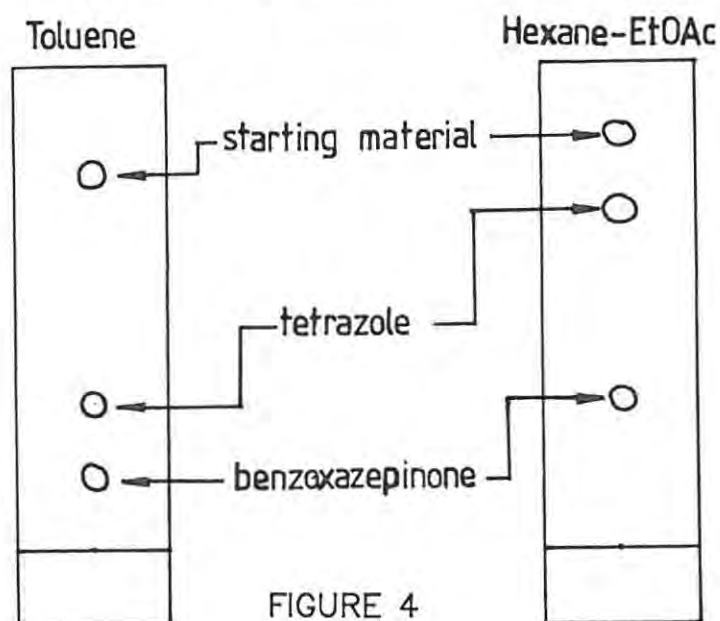 Toluene
Hexane-EtOAc
starting material
tetrazole
benzoxazepinone
FIGURE 4